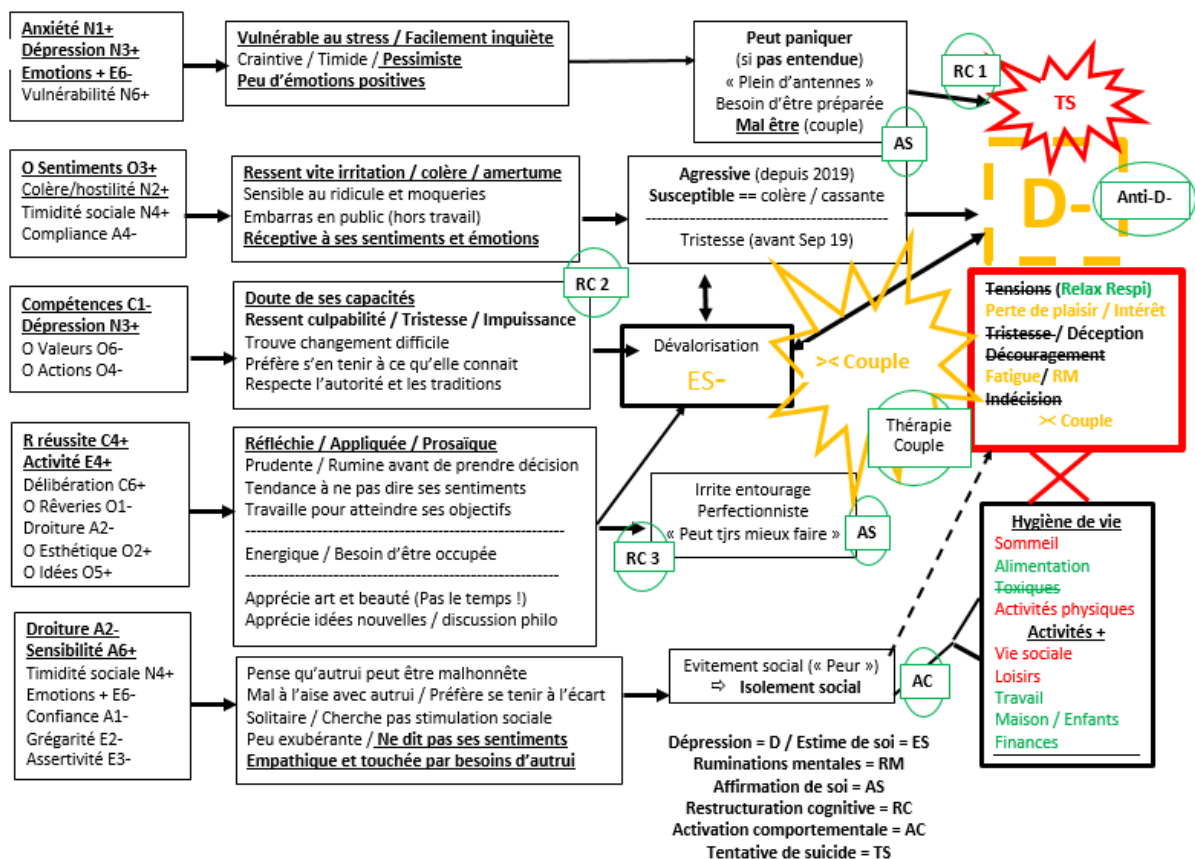 Anxiété N1+
Dépression N3+
Emotions + E6-
Vulnérabilité N6+
Vulnérable au stress / Facilement inquiète
Craintive / Timide / Pessimiste
Peu d'émotions positives
Peut paniquer
(si pas entendue)
« Plein d'antennes »
Besoin d'être préparée
Mal être (couple)
RC 1
TS
AS
O Sentiments O3+
Colère/hostilité N2+
Timidité sociale N4+
Compliance A4-
Ressent vite irritation / colère / amertume
Sensible au ridicule et moqueries
Embarras en public (hors travail)
Réceptive à ses sentiments et émotions
Agressive (depuis 2019)
Susceptible == colère / cassante
Tristesse (avant Sep 19)
D-
Anti-D-
RC 2
Compétences C1-
Dépression N3+
O Valeurs O6-
O Actions O4-
Doute de ses capacités
Ressent culpabilité / Tristesse / Impuissance
Trouve changement difficile
Préfère s'en tenir à ce qu'elle connait
Respecte l'autorité et les traditions
Dévalorisation
ES-
>< Couple
Thérapie
Couple
Tensions (Relax Respi)
Perte de plaisir / Intérêt
Tristesse / Déception
Découragement
Fatigue/ RM
Indécision
>< Couple
R réussite C4+
Activité E4+
Délibération C6+
O Rêveries O1-
Droiture A2-
O Esthétique O2+
O Idées O5+
Réfléchie / Appliquée / Prosaïque
Prudente / Rumine avant de prendre décision
Tendance à ne pas dire ses sentiments
Travaille pour atteindre ses objectifs
Energique / Besoin d'être occupée
Apprécie art et beauté (Pas le temps !)
Apprécie idées nouvelles / discussion philo
RC 3
Irrite entourage
Perfectionniste
« Peut tjrs mieux faire »
AS
Hygiène de vie
Sommeil
Alimentation
Toxiques
Activités physiques
Activités +
Vie sociale
Loisirs
Travail
Maison / Enfants
Finances
Droiture A2-
Sensibilité A6+
Timidité sociale N4+
Emotions + E6-
Confiance A1-
Grégarité E2-
Assertivité E3-
Pense qu'autrui peut être malhonnête
Mal à l'aise avec autrui / Préfère se tenir à l'écart
Solitaire / Cherche pas stimulation sociale
Peu exubérante / Ne dit pas ses sentiments
Empathique et touchée par besoins d'autrui
Evitement social (« Peur »)
⇨ Isolement social
AC
Dépression = D / Estime de soi = ES
Ruminations mentales = RM
Affirmation de soi = AS
Restructuration cognitive = RC
Activation comportementale = AC
Tentative de suicide = TS